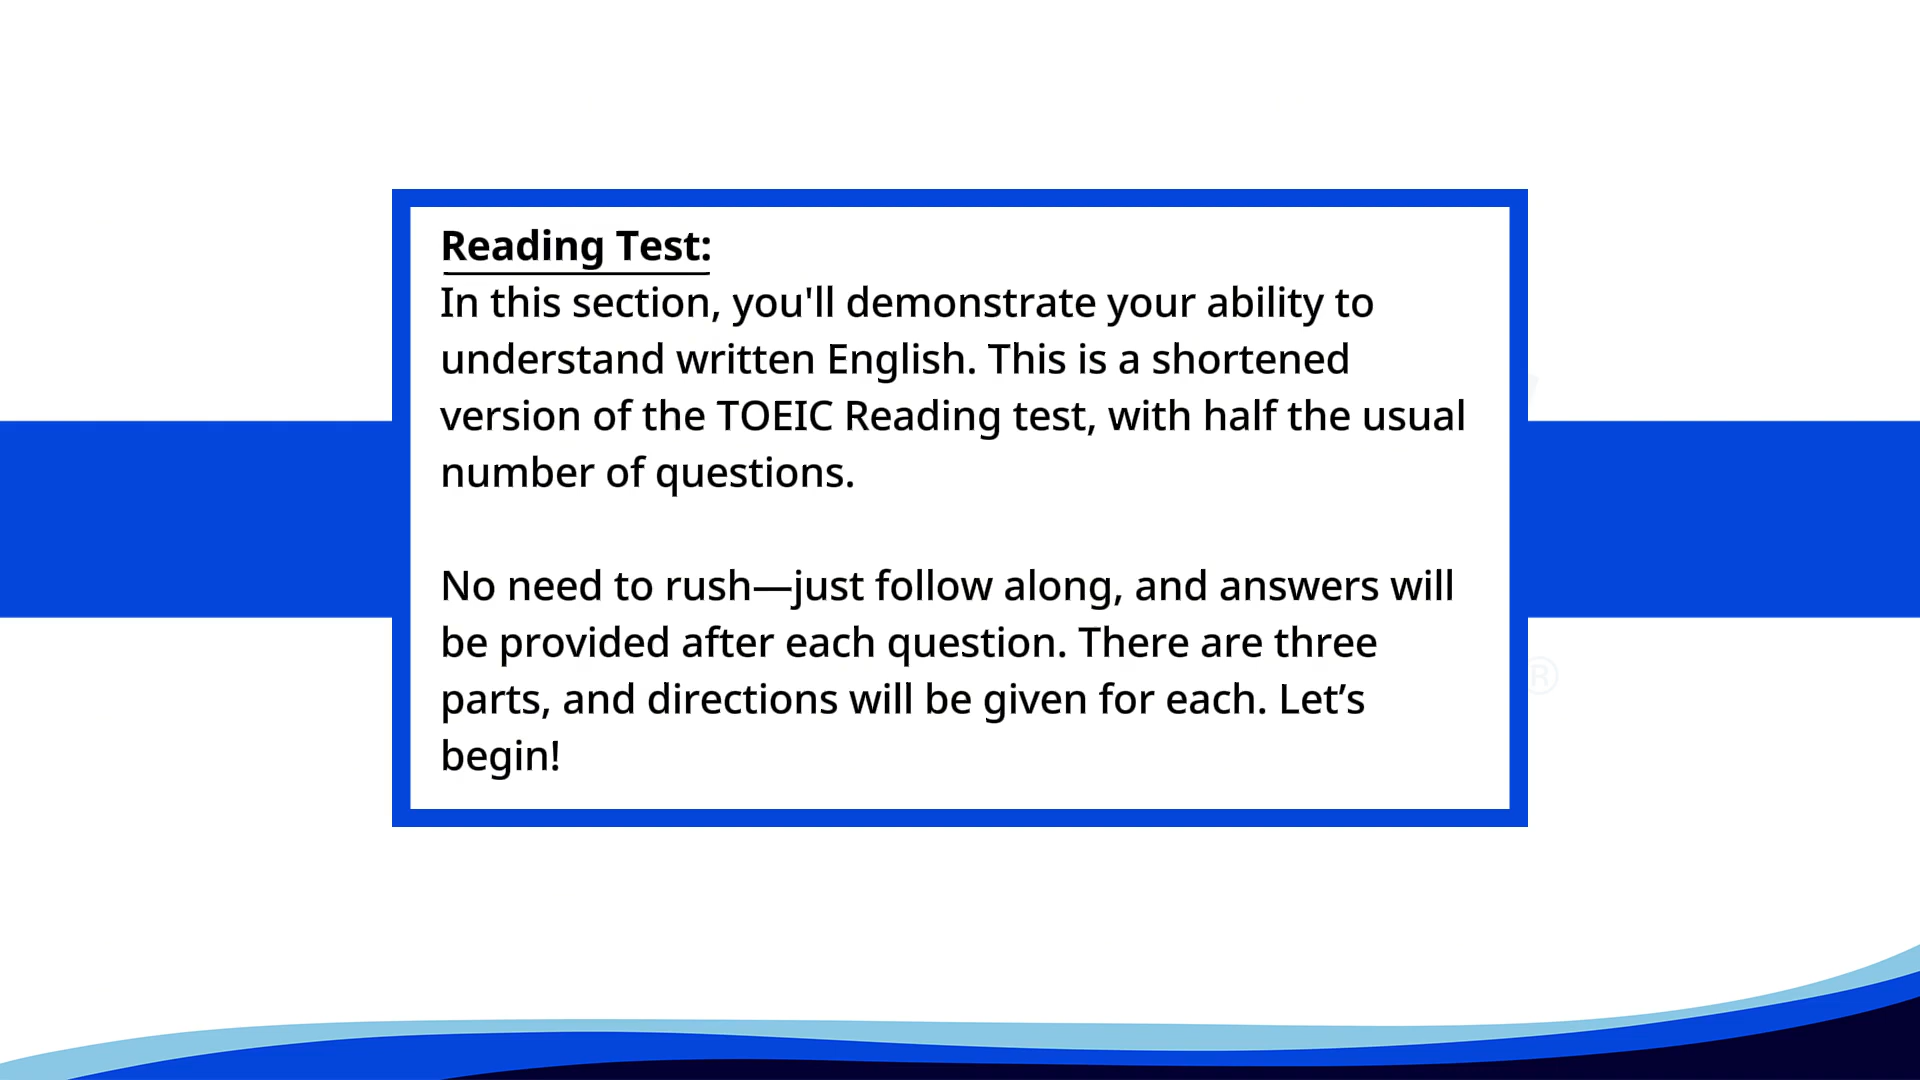 Reading Test:
In this section, you'll demonstrate your ability to
understand written English. This is a shortened
version of the TOEIC Reading test, with half the usual
number of questions.
No need to rush—just follow along, and answers will
be provided after each question. There are three
parts, and directions will be given for each. Let’s
begin!
®